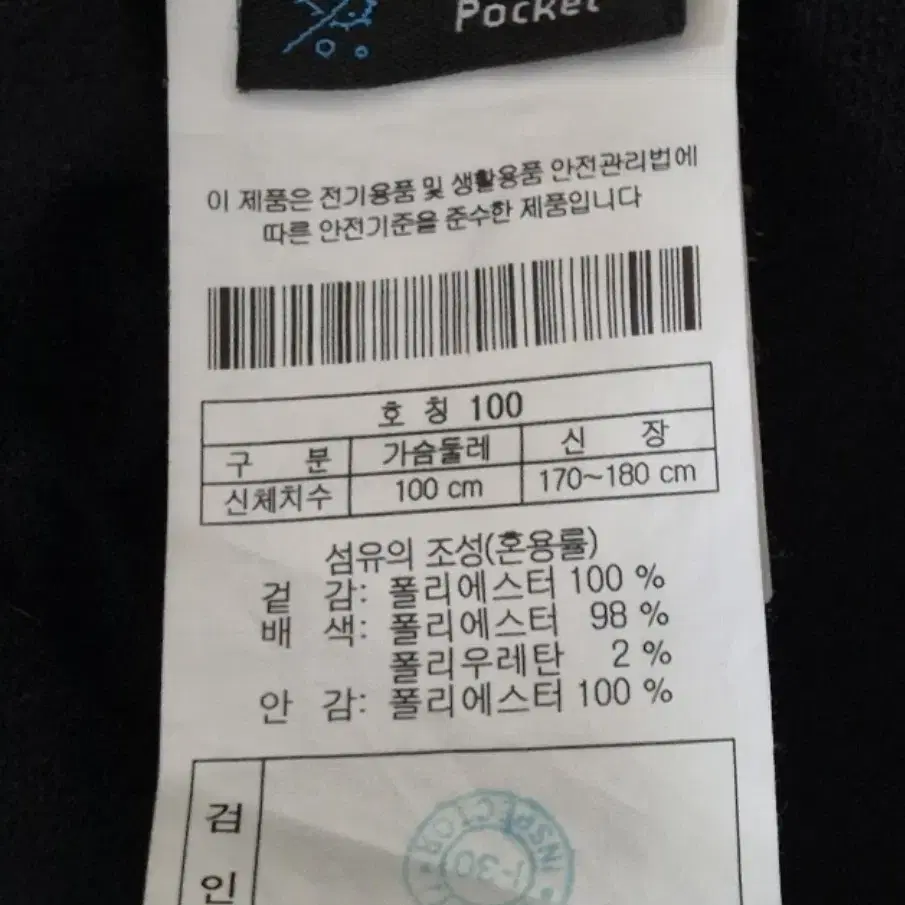 Pocket
이 제품은 전기용품 및 생활용품 안전관리법에
따른 안전기준을 준수한 제품입니다
호 칭 100
구 분 가슴둘레 신 장
신체치수 100 cm 170~180 cm
섬유의 조성(혼용률)
겉 감: 폴리에스터 100 %
배 색: 폴리에스터 98 %
폴리우레탄 2 %
안 감: 폴리에스터 100 %
검
인
INSPECTOR
1-30